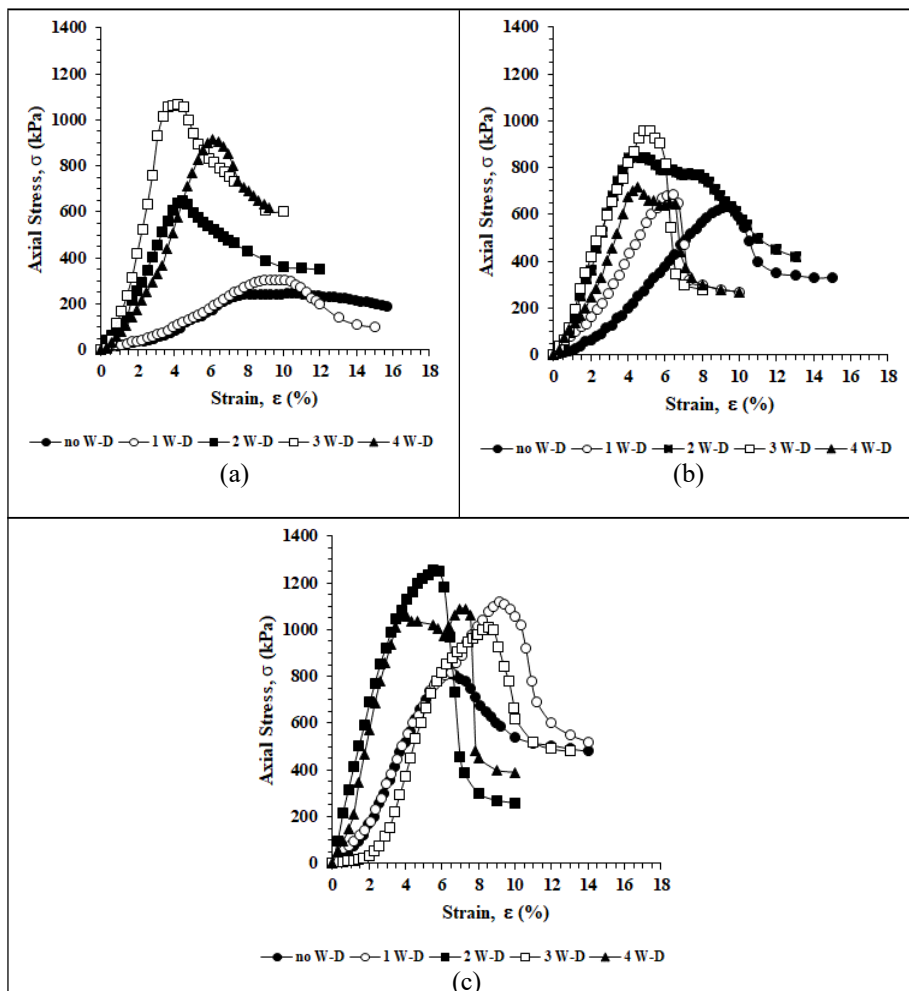 1400
1200
1000
800
600
400
200
0
Axial Stress, σ (kPa)
0 2 4 6 8 10 12 14 16 18
Strain, ε (%)
no W-D 1 W-D 2 W-D 3 W-D 4 W-D
(a)
1400
1200
1000
800
600
400
200
0
Axial Stress, σ (kPa)
0 2 4 6 8 10 12 14 16 18
Strain, ε (%)
no W-D 1 W-D 2 W-D 3 W-D 4 W-D
(b)
1400
1200
1000
800
600
400
200
0
Axial Stress, σ (kPa)
0 2 4 6 8 10 12 14 16 18
Strain, ε (%)
no W-D 1 W-D 2 W-D 3 W-D 4 W-D
(c)